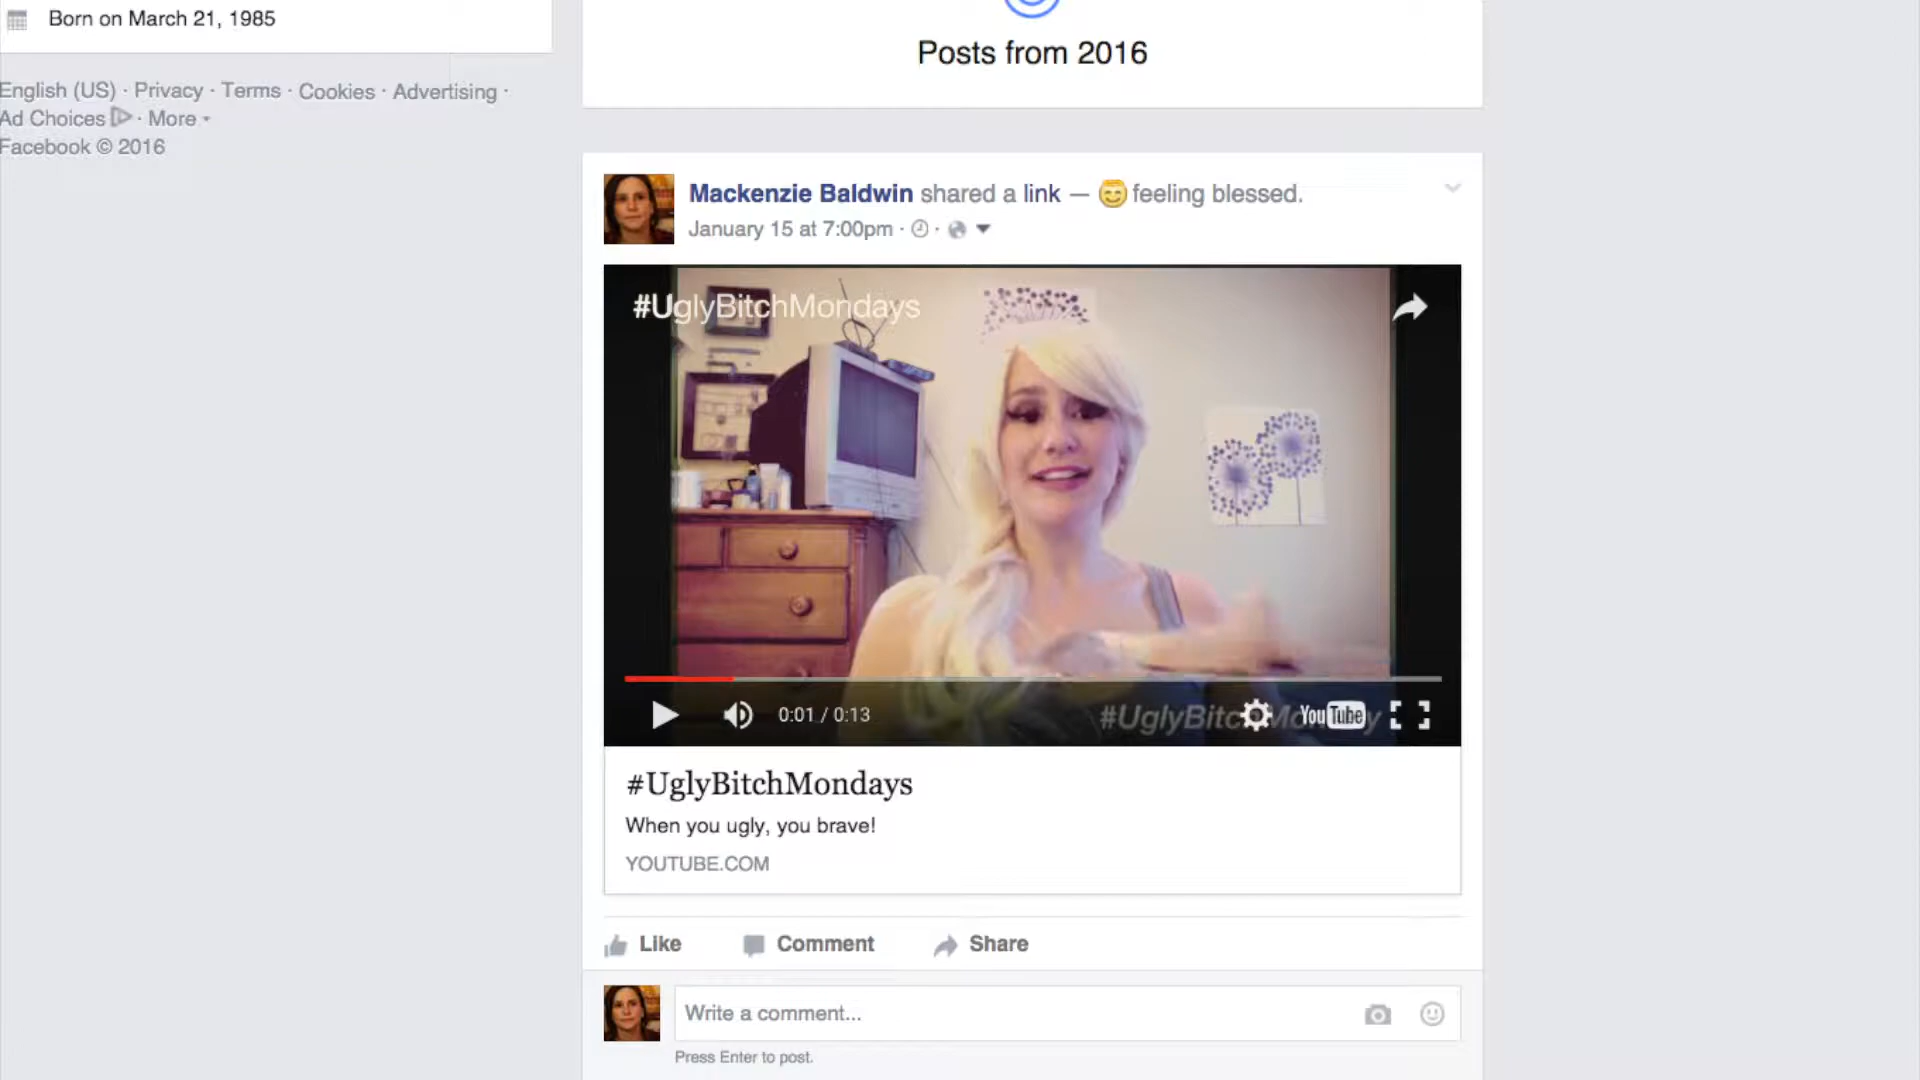 Born on March 21, 1985
English (US) · Privacy · Terms · Cookies · Advertising ·
Ad Choices · More
Facebook © 2016
Posts from 2016
Mackenzie Baldwin shared a link — feeling blessed.
January 15 at 7:00pm
#UglyBitchMondays
0:01 / 0:13
#UglyBitchMonday
YouTube
#UglyBitchMondays
When you ugly, you brave!
YOUTUBE.COM
Like Comment Share
Write a comment...
Press Enter to post.